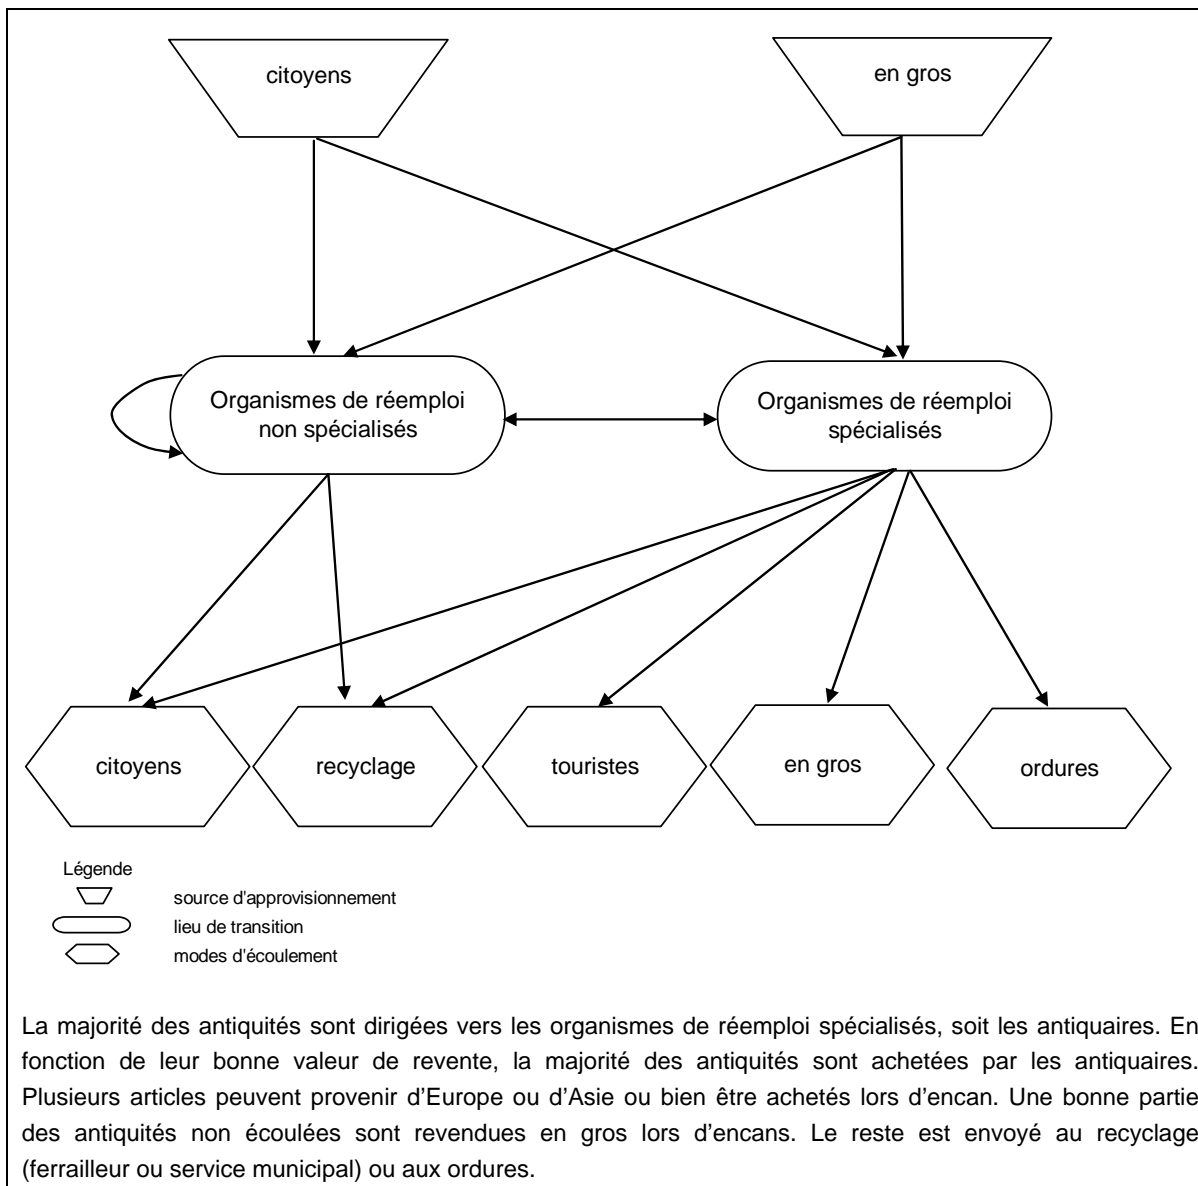 citoyens
en gros
Organismes de réemploi
non spécialisés
Organismes de réemploi
spécialisés
citoyens
recyclage
touristes
en gros
ordures
Légende
source d'approvisionnement
lieu de transition
modes d'écoulement
La majorité des antiquités sont dirigées vers les organismes de réemploi spécialisés, soit les antiquaires. En
fonction de leur bonne valeur de revente, la majorité des antiquités sont achetées par les antiquaires.
Plusieurs articles peuvent provenir d'Europe ou d'Asie ou bien être achetés lors d'encan. Une bonne partie
des antiquités non écoulées sont revendues en gros lors d'encans. Le reste est envoyé au recyclage
(ferrailleur ou service municipal) ou aux ordures.